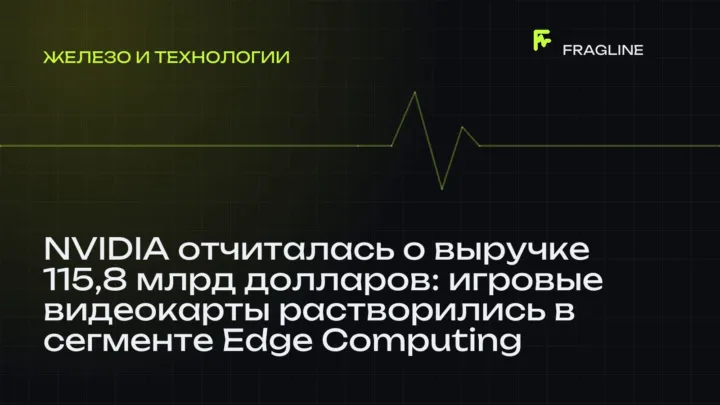 ЖЕЛЕЗО И ТЕХНОЛОГИИ
FRAGLINE
NVIDIA отчиталась о выручке
115,8 млрд долларов: игровые
видеокарты растворились в
сегменте Edge Computing